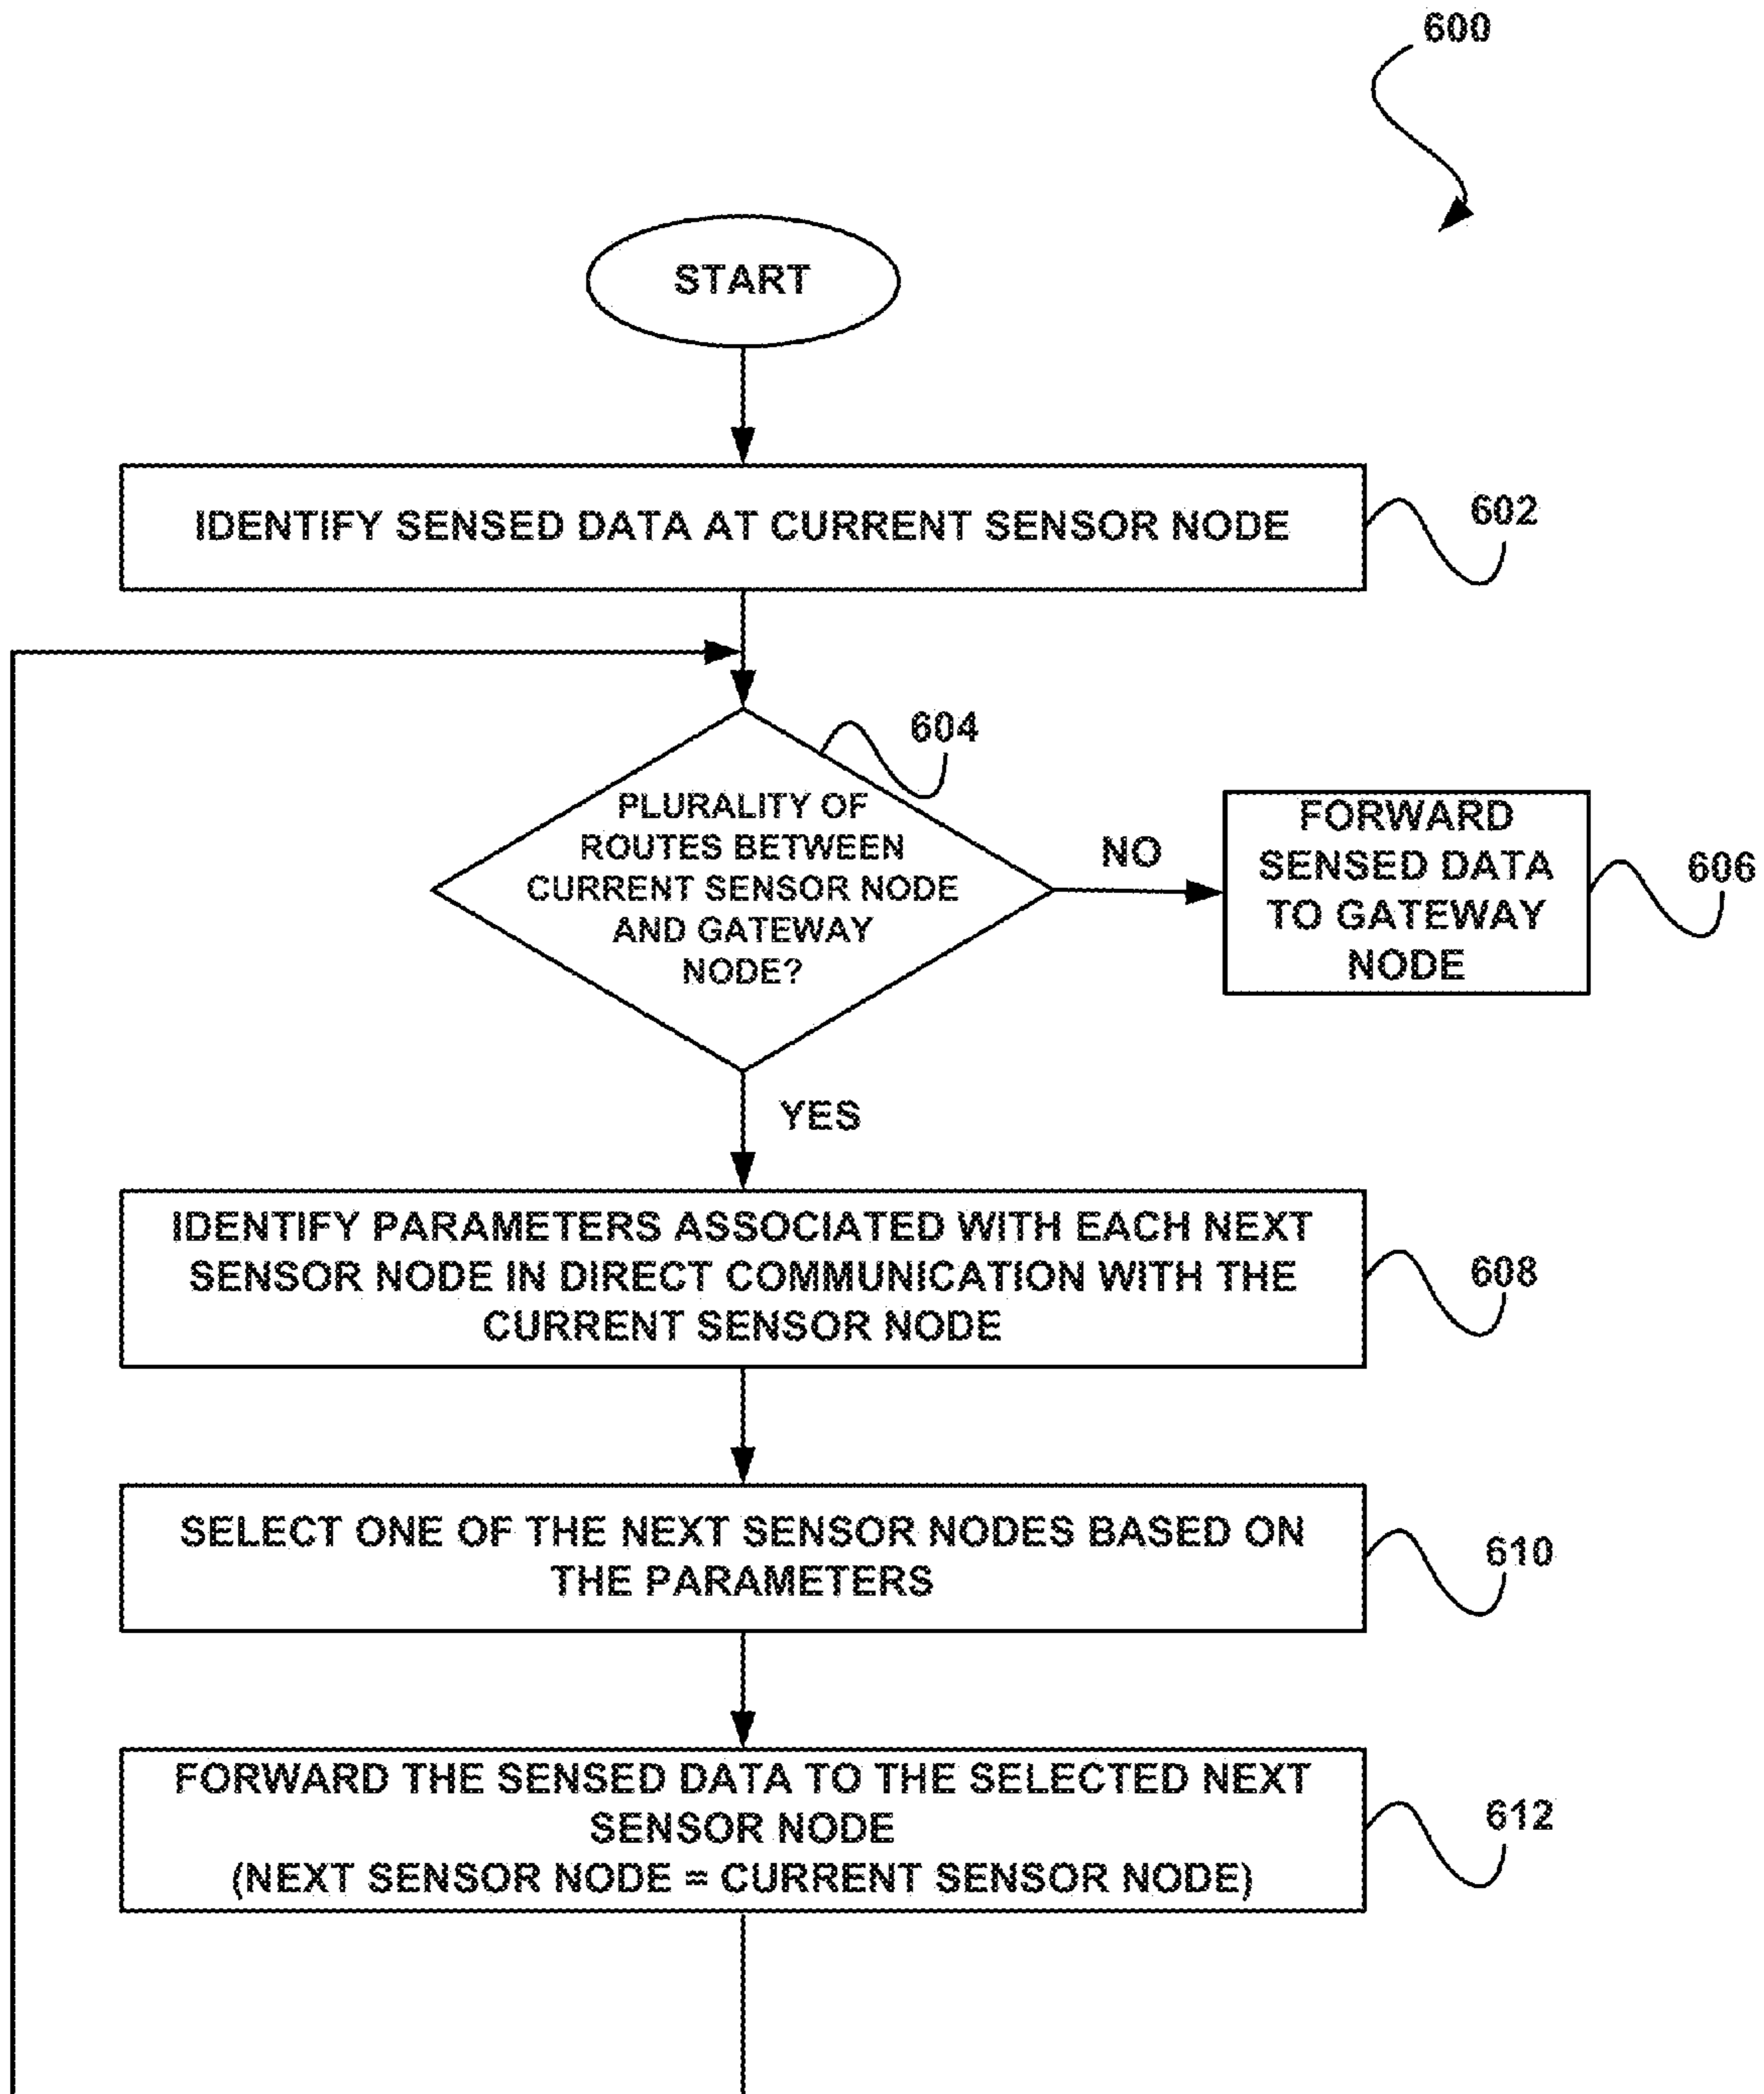 600
START
IDENTIFY SENSED DATA AT CURRENT SENSOR NODE
602
604
PLURALITY OF
ROUTES BETWEEN
CURRENT SENSOR NODE
AND GATEWAY
NODE?
NO
FORWARD
SENSED DATA
TO GATEWAY
NODE
606
YES
IDENTIFY PARAMETERS ASSOCIATED WITH EACH NEXT
SENSOR NODE IN DIRECT COMMUNICATION WITH THE
CURRENT SENSOR NODE
608
SELECT ONE OF THE NEXT SENSOR NODES BASED ON
THE PARAMETERS
610
FORWARD THE SENSED DATA TO THE SELECTED NEXT
SENSOR NODE
(NEXT SENSOR NODE = CURRENT SENSOR NODE)
612